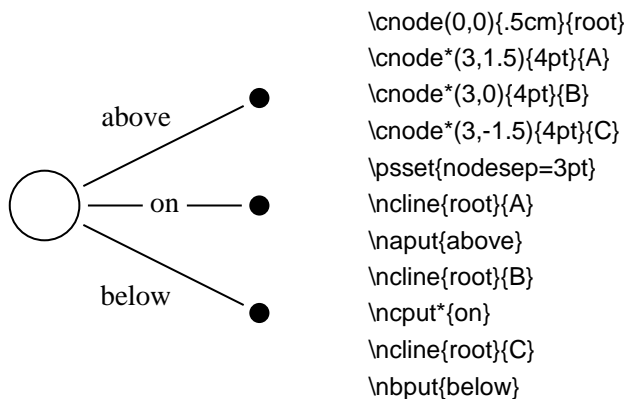 above
on
below
\cnode(0,0){.5cm}{root}
\cnode*(3,1.5){4pt}{A}
\cnode*(3,0){4pt}{B}
\cnode*(3,-1.5){4pt}{C}
\psset{nodesep=3pt}
\ncline{root}{A}
\naput{above}
\ncline{root}{B}
\ncput*{on}
\ncline{root}{C}
\nbput{below}